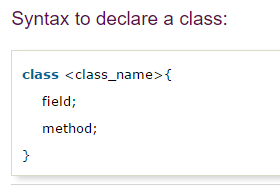 Syntax to declare a class:
class <class_name>{
field;
method;
}